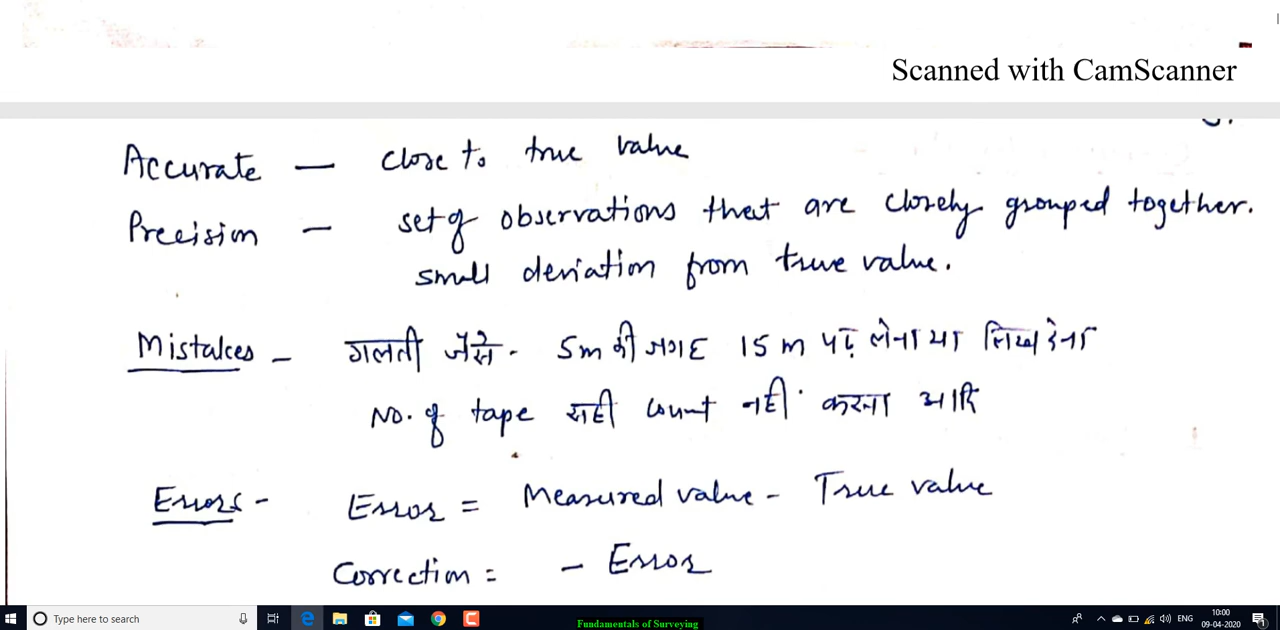 Scanned with CamScanner
Accurate — close to true value
Precision — set of observations that are closely grouped together.
small deviation from true value.
Mistakes - गलती जैसे - 5m की जगह 15m पढ़ लेना या लिख देना
No. of tape सही count नहीं करना आदि
Errors - Error = Measured value - True value
Correction = - Error
Type here to search
ENG
10:00
09-04-2020
Fundamentals of Surveying